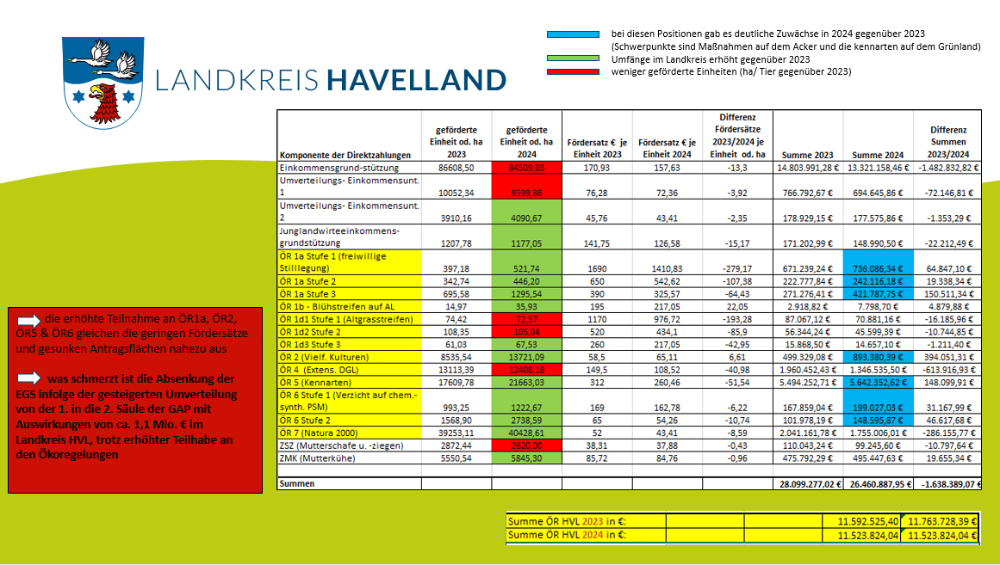 LANDKREIS HAVELLAND
bei diesen Positionen gab es deutliche Zuwächse in 2024 gegenüber 2023
(Schwerpunkte sind Maßnahmen auf dem Acker und die kennarten auf dem Grünland)
Umfänge im Landkreis erhöht gegenüber 2023
weniger geförderte Einheiten (ha/ Tier gegenüber 2023)
Komponente der Direktzahlungen | geförderte Einheit od. ha 2023 | geförderte Einheit od. ha 2024 | Fördersatz € je Einheit 2023 | Fördersatz € je Einheit 2024 | Differenz Fördersätze 2023/2024 je Einheit od. ha | Summe 2023 | Summe 2024 | Differenz Summen 2023/2024
Einkommensgrund-stützung 86608,50 84509,03 170,93 157,63 -13,3 14.803.991,28 € 13.321.158,46 € -1.482.832,82 €
Umverteilungs- Einkommensunt.
1 10052,34 9599,86 76,28 72,36 -3,92 766.792,67 € 694.645,86 € -72.146,81 €
Umverteilungs- Einkommensunt.
2 3910,16 4090,67 45,76 43,41 -2,35 178.929,15 € 177.575,86 € -1.353,29 €
Junglandwirteeinkommens-
grundstützung 1207,78 1177,05 141,75 126,58 -15,17 171.202,99 € 148.990,50 € -22.212,49 €
ÖR 1a Stufe 1 (freiwillige
Stilllegung) 397,18 521,74 1690 1410,83 -279,17 671.239,24 € 736.086,34 € 64.847,10 €
ÖR 1a Stufe 2 342,74 446,20 650 542,62 -107,38 222.777,84 € 242.116,18 € 19.338,34 €
ÖR 1a Stufe 3 695,58 1295,54 390 325,57 -64,43 271.276,41 € 421.787,75 € 150.511,34 €
ÖR 1b - Blühstreifen auf AL 14,97 35,93 195 217,05 22,05 2.918,82 € 7.798,70 € 4.879,88 €
ÖR 1d1 Stufe 1 (Altgrasstreifen) 74,42 72,57 1170 976,72 -193,28 87.067,12 € 70.881,16 € -16.185,96 €
ÖR 1d2 Stufe 2 108,35 105,04 520 434,1 -85,9 56.344,24 € 45.599,39 € -10.744,85 €
ÖR 1d3 Stufe 3 61,03 67,53 260 217,05 -42,95 15.868,50 € 14.657,10 € -1.211,40 €
ÖR 2 (Vielf. Kulturen) 8535,54 13721,09 58,5 65,11 6,61 499.329,08 € 893.380,39 € 394.051,31 €
ÖR 4 (Extens. DGL) 13113,39 12408,18 149,5 108,52 -40,98 1.960.452,43 € 1.346.535,50 € -613.916,93 €
ÖR 5 (Kennarten) 17609,78 21663,03 312 260,46 -51,54 5.494.252,71 € 5.642.352,62 € 148.099,91 €
ÖR 6 Stufe 1 (Verzicht auf chem.-
synth. PSM) 993,25 1222,67 169 162,78 -6,22 167.859,04 € 199.027,03 € 31.167,99 €
ÖR 6 Stufe 2 1568,90 2738,59 65 54,26 -10,74 101.978,19 € 148.595,87 € 46.617,68 €
ÖR 7 (Natura 2000) 39253,11 40428,61 52 43,41 -8,59 2.041.161,78 € 1.755.006,01 € -286.155,77 €
ZSZ (Mutterschafe u. -ziegen) 2872,44 2620,00 38,31 37,88 -0,43 110.043,24 € 99.245,60 € -10.797,64 €
ZMK (Mutterkühe) 5550,54 5845,30 85,72 84,76 -0,96 475.792,29 € 495.447,63 € 19.655,34 €
Summen 28.099.277,02 € 26.460.887,95 € -1.638.389,07 €
die erhöhte Teilnahme an ÖR1a, ÖR2,
ÖR5 & ÖR6 gleichen die geringen Fördersätze
und gesunken Antragsflächen nahezu aus
was schmerzt ist die Absenkung der
EGS infolge der gesteigerten Umverteilung
von der 1. in die 2. Säule der GAP mit
Auswirkungen von ca. 1,1 Mio. € im
Landkreis HVL, trotz erhöhter Teilhabe an
den Ökoregelungen
Summe ÖR HVL 2023 in €: 11.592.525,40 11.763.728,39 €
Summe ÖR HVL 2024 in €: 11.523.824,04 11.523.824,04 €